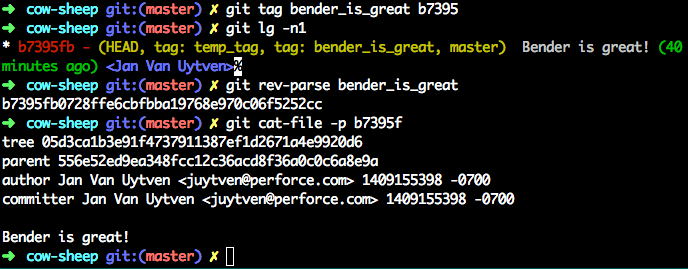 ➜ cow-sheep git:(master) ✗ git tag bender_is_great b7395
➜ cow-sheep git:(master) ✗ git lg -n1
* b7395fb - (HEAD, tag: temp_tag, tag: bender_is_great, master) Bender is great! (40
minutes ago) <Jan Van Uytven>%
➜ cow-sheep git:(master) ✗ git rev-parse bender_is_great
b7395fb0728ffe6cbfbba19768e970c06f5252cc
➜ cow-sheep git:(master) ✗ git cat-file -p b7395f
tree 05d3ca1b3e91f4737911387ef1d2671a4e9920d6
parent 556e52ed9ea348fcc12c36acd8f36a0c0c6a8e9a
author Jan Van Uytven <juytven@perforce.com> 1409155398 -0700
committer Jan Van Uytven <juytven@perforce.com> 1409155398 -0700
Bender is great!
➜ cow-sheep git:(master) ✗